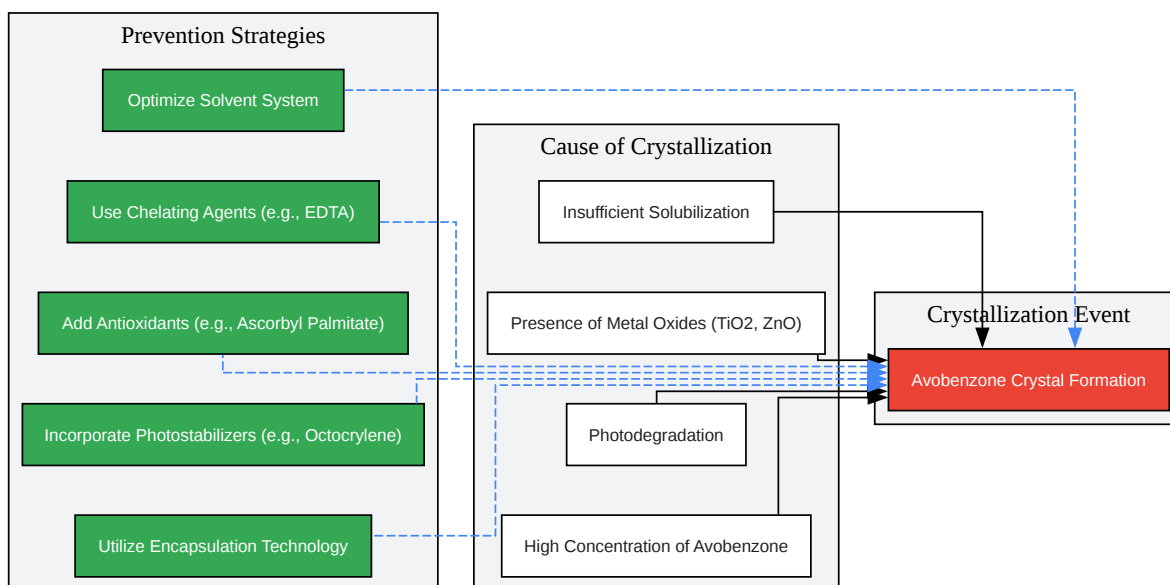 Prevention Strategies
Optimize Solvent System
Use Chelating Agents (e.g., EDTA)
Add Antioxidants (e.g., Ascorbyl Palmitate)
Incorporate Photostabilizers (e.g., Octocrylene)
Utilize Encapsulation Technology
Cause of Crystallization
Insufficient Solubilization
Presence of Metal Oxides (TiO2, ZnO)
Photodegradation
High Concentration of Avobenzone
Crystallization Event
Avobenzone Crystal Formation